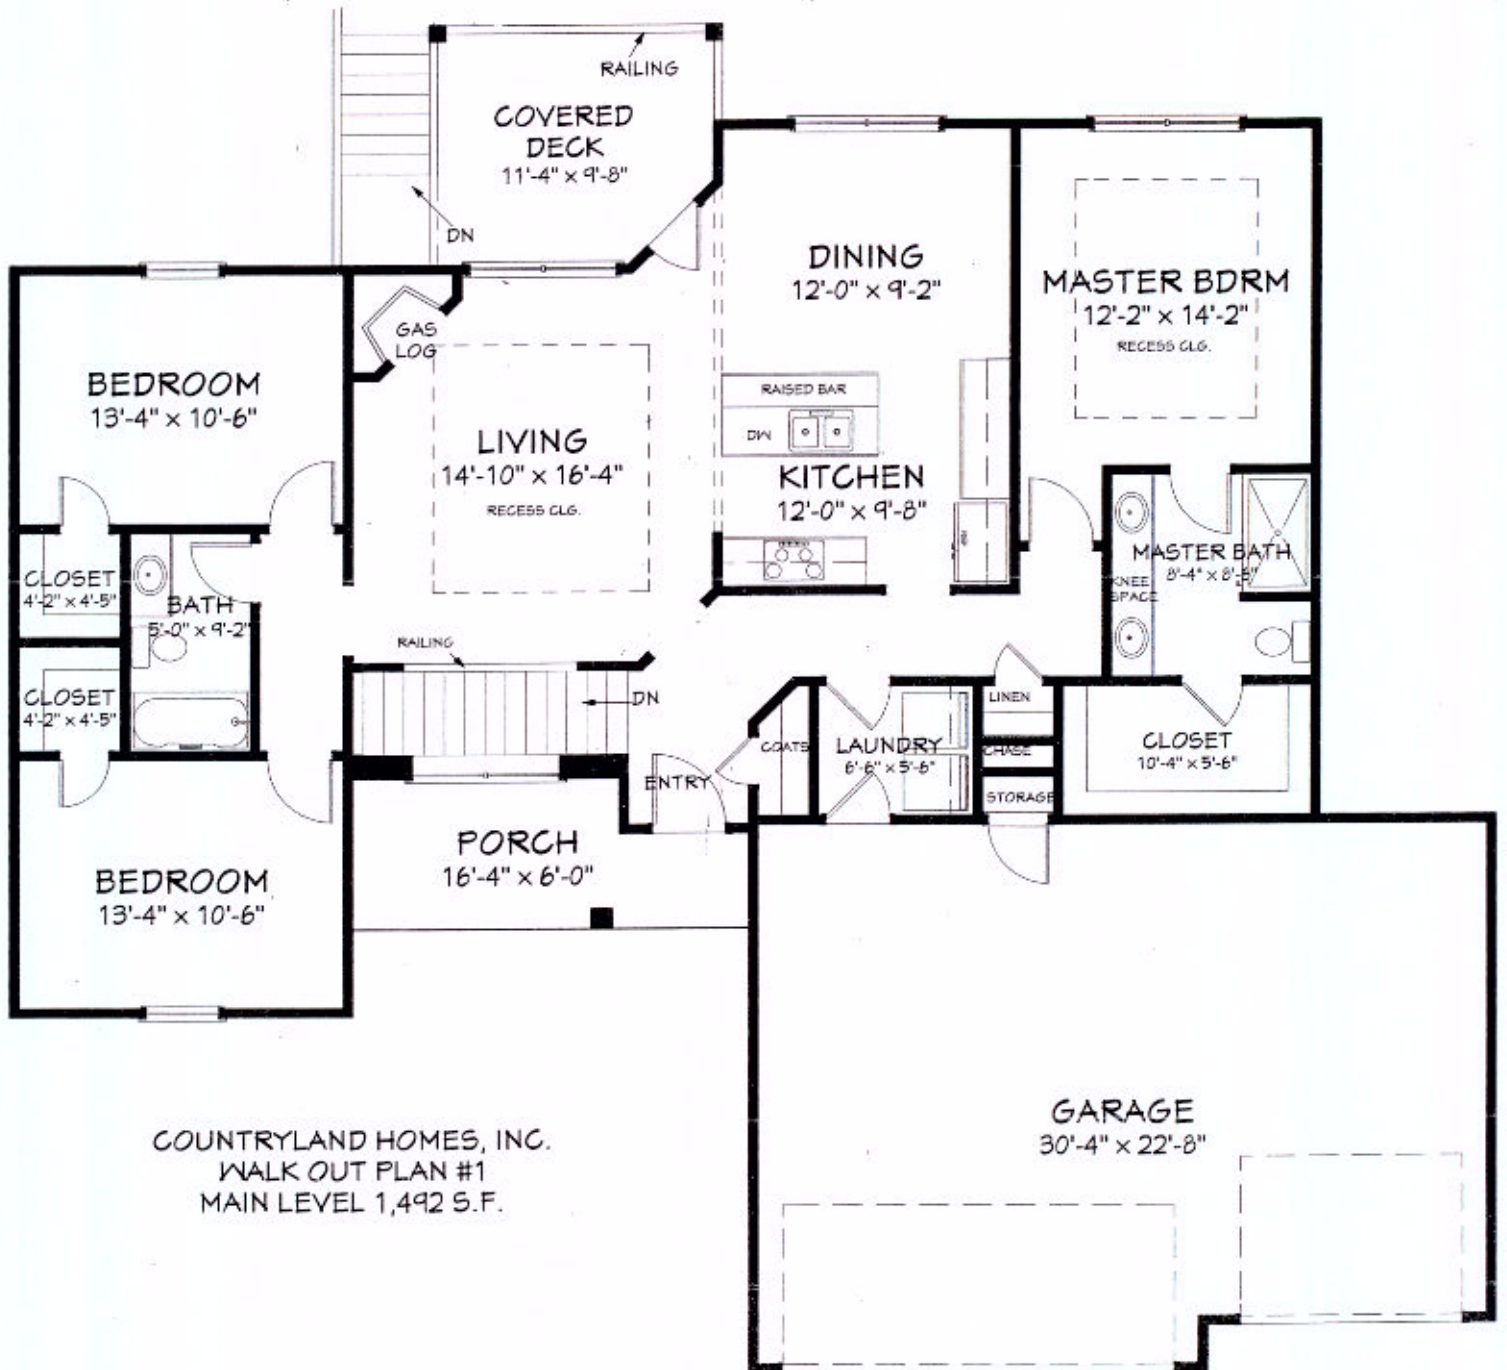 RAILING
COVERED
DECK
11'-4" x 9'-8"
DN
DINING
12'-0" x 9'-2"
MASTER BDRM
12'-2" x 14'-2"
RECESS CLG.
GAS
LOG
BEDROOM
13'-4" x 10'-6"
RAISED BAR
DW
LIVING
14'-10" x 16'-4"
RECESS CLG.
KITCHEN
12'-0" x 9'-8"
MASTER BATH
8'-4" x 8'-6"
KNEE
SPACE
CLOSET
4'-2" x 4'-5"
BATH
5'-0" x 9'-2"
RAILING
CLOSET
4'-2" x 4'-5"
DN
LINEN
COATS
LAUNDRY
6'-6" x 5'-6"
CHASE
CLOSET
10'-4" x 5'-6"
ENTRY
STORAGE
PORCH
16'-4" x 6'-0"
BEDROOM
13'-4" x 10'-6"
GARAGE
30'-4" x 22'-8"
COUNTRYLAND HOMES, INC.
WALK OUT PLAN #1
MAIN LEVEL 1,492 S.F.